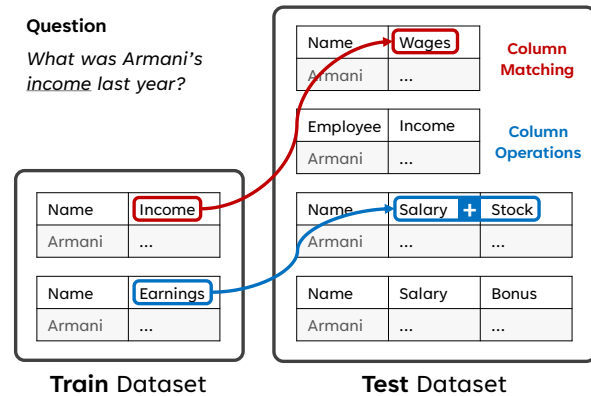 Question
What was Armani's
income last year?
Name Wages
Armani ...
Column
Matching
Employee Income
Armani ...
Column
Operations
Name Income
Armani ...
Name Salary + Stock
Armani ... ...
Name Earnings
Armani ...
Name Salary Bonus
Armani ... ...
Train Dataset
Test Dataset